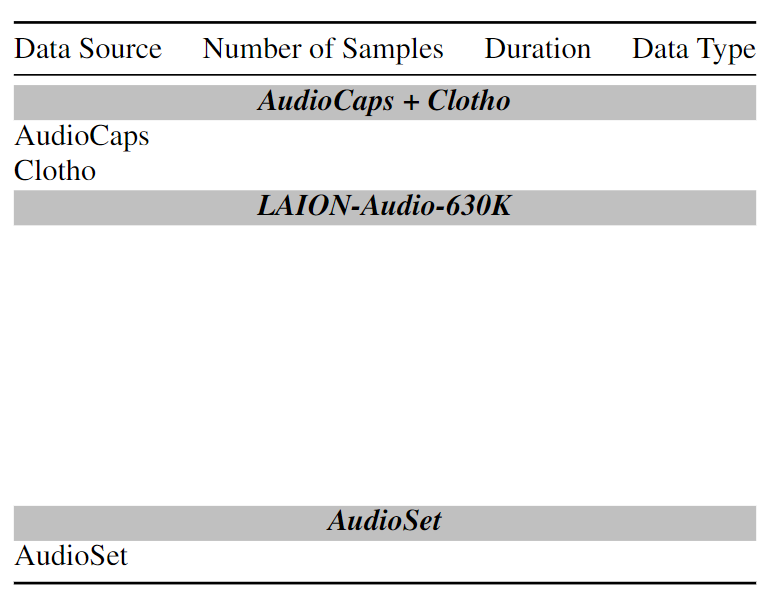 Data Source Number of Samples Duration Data Type
AudioCaps + Clotho
AudioCaps
Clotho
LAION-Audio-630K
AudioSet
AudioSet